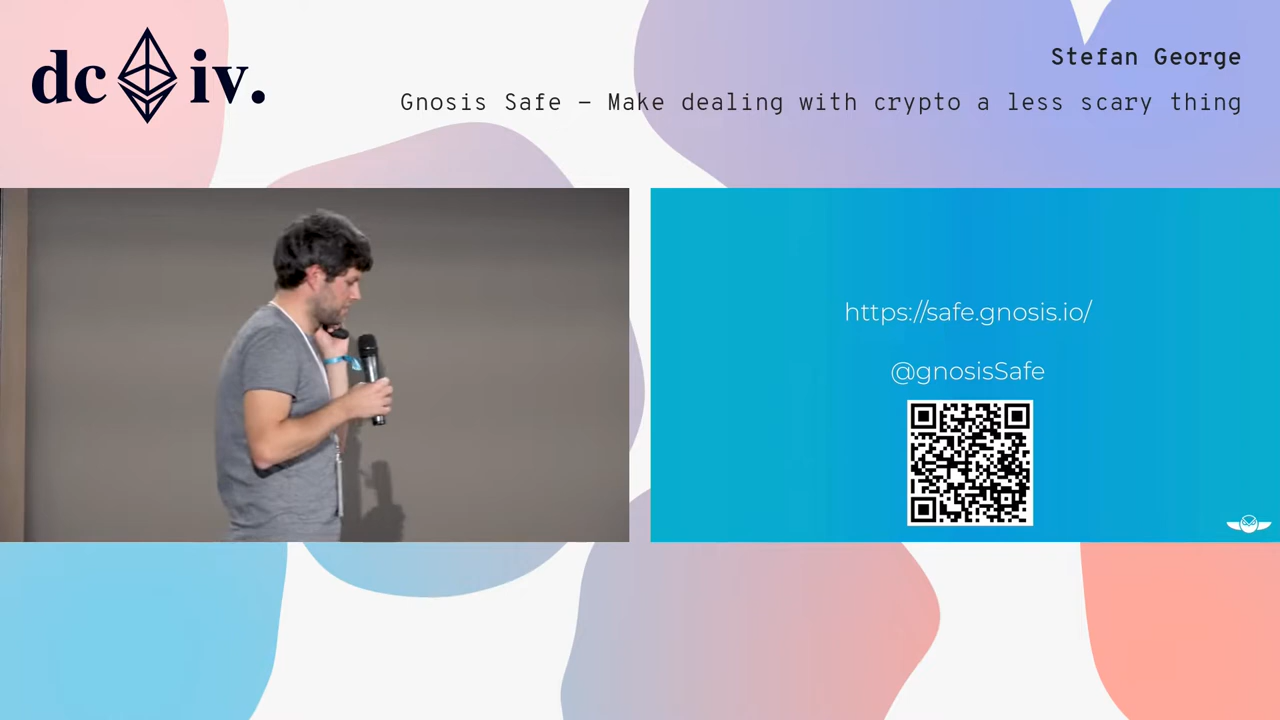 dc iv.
Stefan George
Gnosis Safe – Make dealing with crypto a less scary thing
https://safe.gnosis.io/
@gnosisSafe